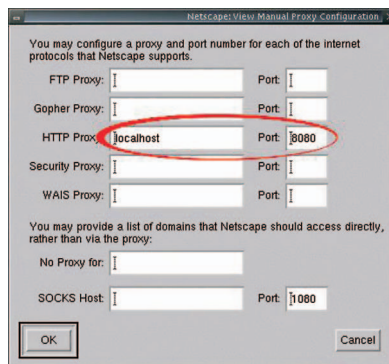 Netscape: View Manual Proxy Configuration
You may configure a proxy and port number for each of the internet
protocols that Netscape supports.
FTP Proxy: Port:
Gopher Proxy: Port:
HTTP Proxy: localhost Port: 8080
Security Proxy: Port:
WAIS Proxy: Port:
You may provide a list of domains that Netscape should access directly,
rather than via the proxy:
No Proxy for:
SOCKS Host: Port: 1080
OK Cancel